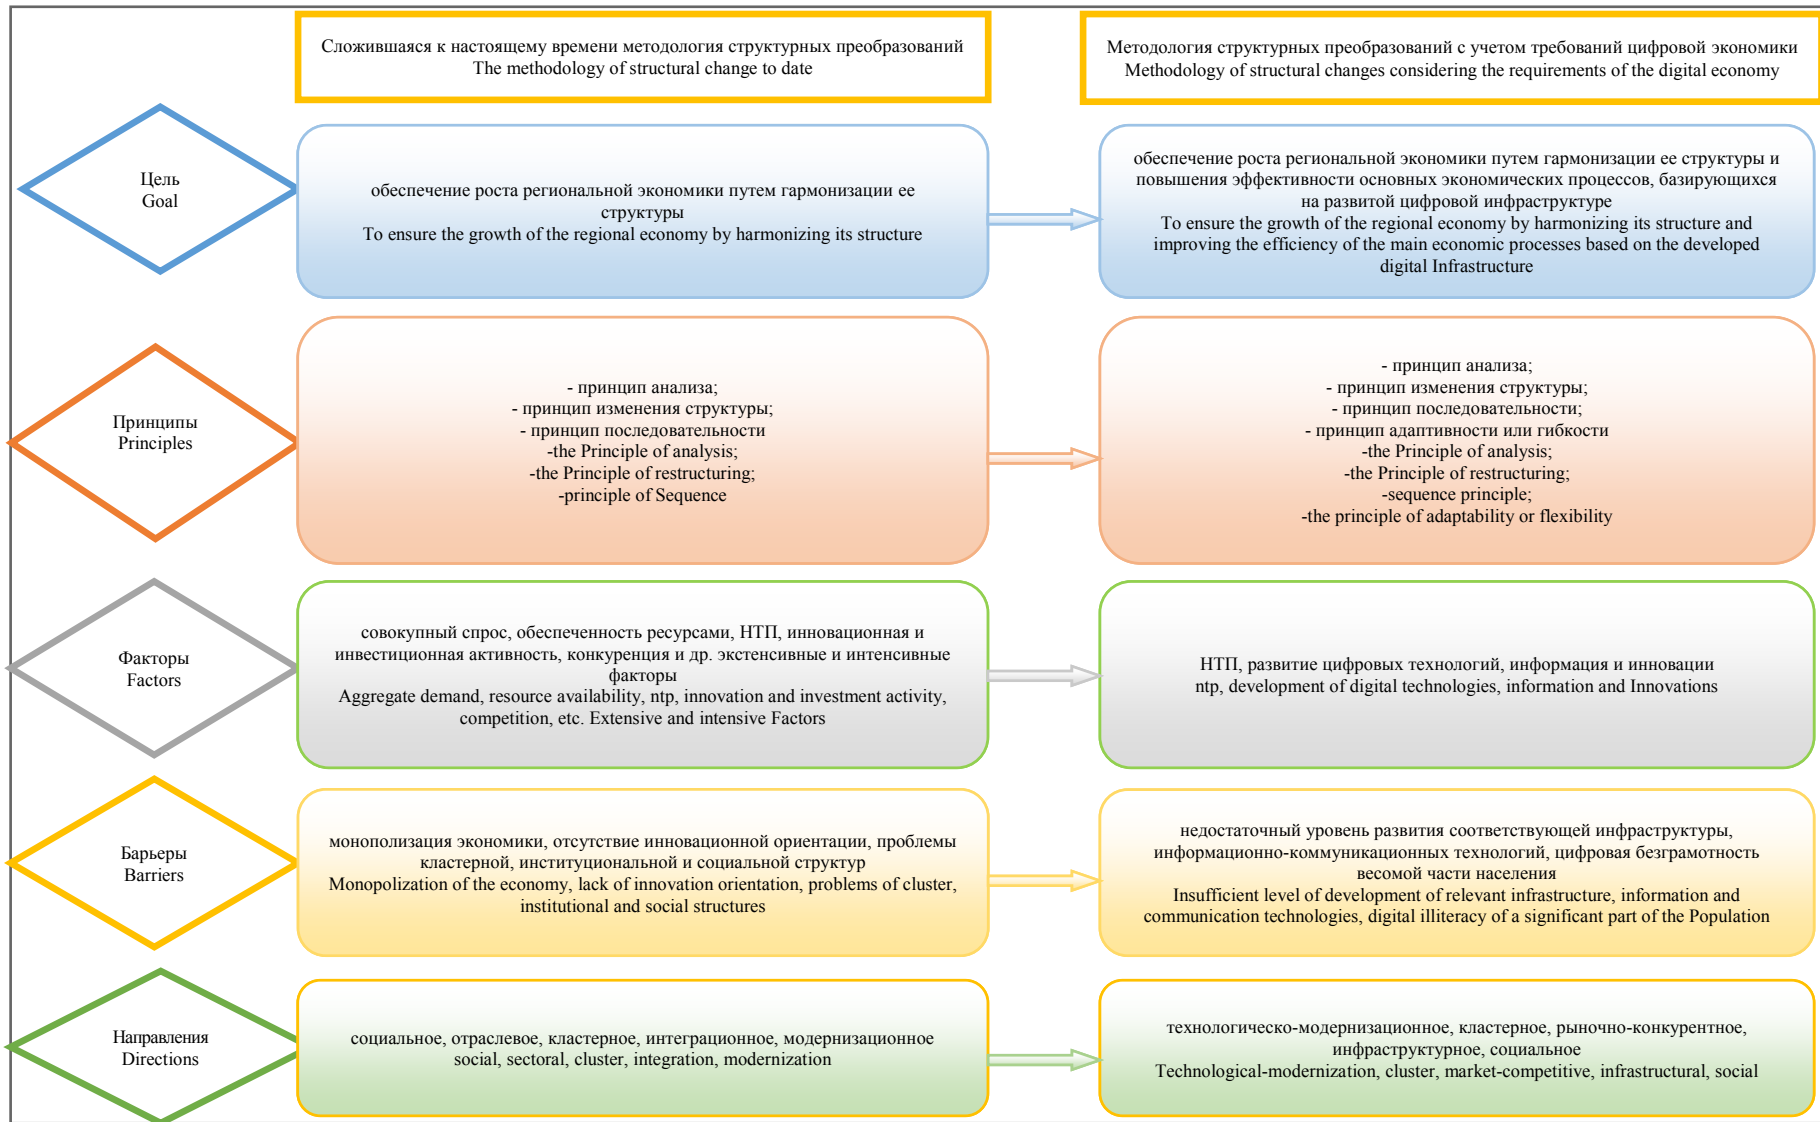 Сложившаяся к настоящему времени методология структурных преобразований
The methodology of structural change to date
Методология структурных преобразований с учетом требований цифровой экономики
Methodology of structural changes considering the requirements of the digital economy
Цель
Goal
обеспечение роста региональной экономики путем гармонизации ее
структуры
To ensure the growth of the regional economy by harmonizing its structure
обеспечение роста региональной экономики путем гармонизации ее структуры и
повышения эффективности основных экономических процессов, базирующихся
на развитой цифровой инфраструктуре
To ensure the growth of the regional economy by harmonizing its structure and
improving the efficiency of the main economic processes based on the developed
digital Infrastructure
Принципы
Principles
- принцип анализа;
- принцип изменения структуры;
- принцип последовательности
-the Principle of analysis;
-the Principle of restructuring;
-principle of Sequence
- принцип анализа;
- принцип изменения структуры;
- принцип последовательности;
- принцип адаптивности или гибкости
-the Principle of analysis;
-the Principle of restructuring;
-sequence principle;
-the principle of adaptability or flexibility
Факторы
Factors
совокупный спрос, обеспеченность ресурсами, НТП, инновационная и
инвестиционная активность, конкуренция и др. экстенсивные и интенсивные
факторы
Aggregate demand, resource availability, ntp, innovation and investment activity,
competition, etc. Extensive and intensive Factors
НТП, развитие цифровых технологий, информация и инновации
ntp, development of digital technologies, information and Innovations
Барьеры
Barriers
монополизация экономики, отсутствие инновационной ориентации, проблемы
кластерной, институциональной и социальной структур
Monopolization of the economy, lack of innovation orientation, problems of cluster,
institutional and social structures
недостаточный уровень развития соответствующей инфраструктуры,
информационно-коммуникационных технологий, цифровая безграмотность
весомой части населения
Insufficient level of development of relevant infrastructure, information and
communication technologies, digital illiteracy of a significant part of the Population
Направления
Directions
социальное, отраслевое, кластерное, интеграционное, модернизационное
social, sectoral, cluster, integration, modernization
технологическо-модернизационное, кластерное, рыночно-конкурентное,
инфраструктурное, социальное
Technological-modernization, cluster, market-competitive, infrastructural, social